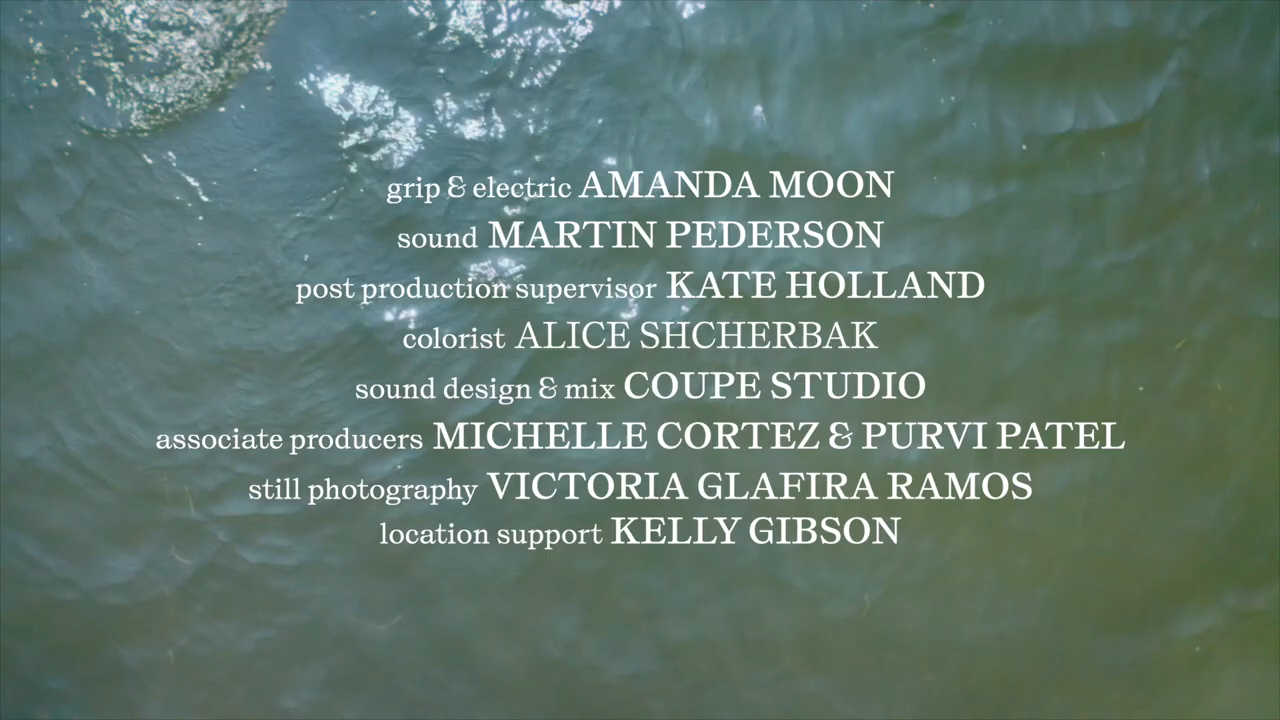 grip & electric AMANDA MOON
sound MARTIN PEDERSON
post production supervisor KATE HOLLAND
colorist ALICE SHCHERBAK
sound design & mix COUPE STUDIO
associate producers MICHELLE CORTEZ & PURVI PATEL
still photography VICTORIA GLAFIRA RAMOS
location support KELLY GIBSON